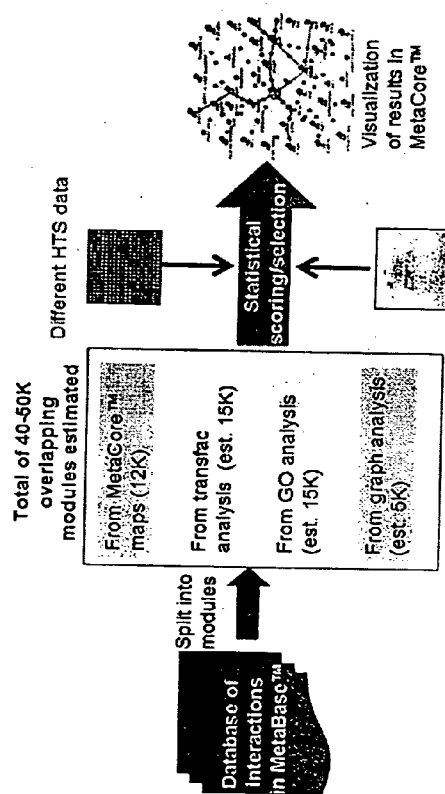 Database of
interactions
in MetaBase™
Split into
modules
Total of 40-50K
overlapping
modules estimated
From MetaCore™
maps (12K)
From transfac
analysis (est. 15K)
From GO analysis
(est. 15K)
From graph analysis
(est. 5K)
Different HTS data
Statistical
scoring/selection
Visualization
of results in
MetaCore™